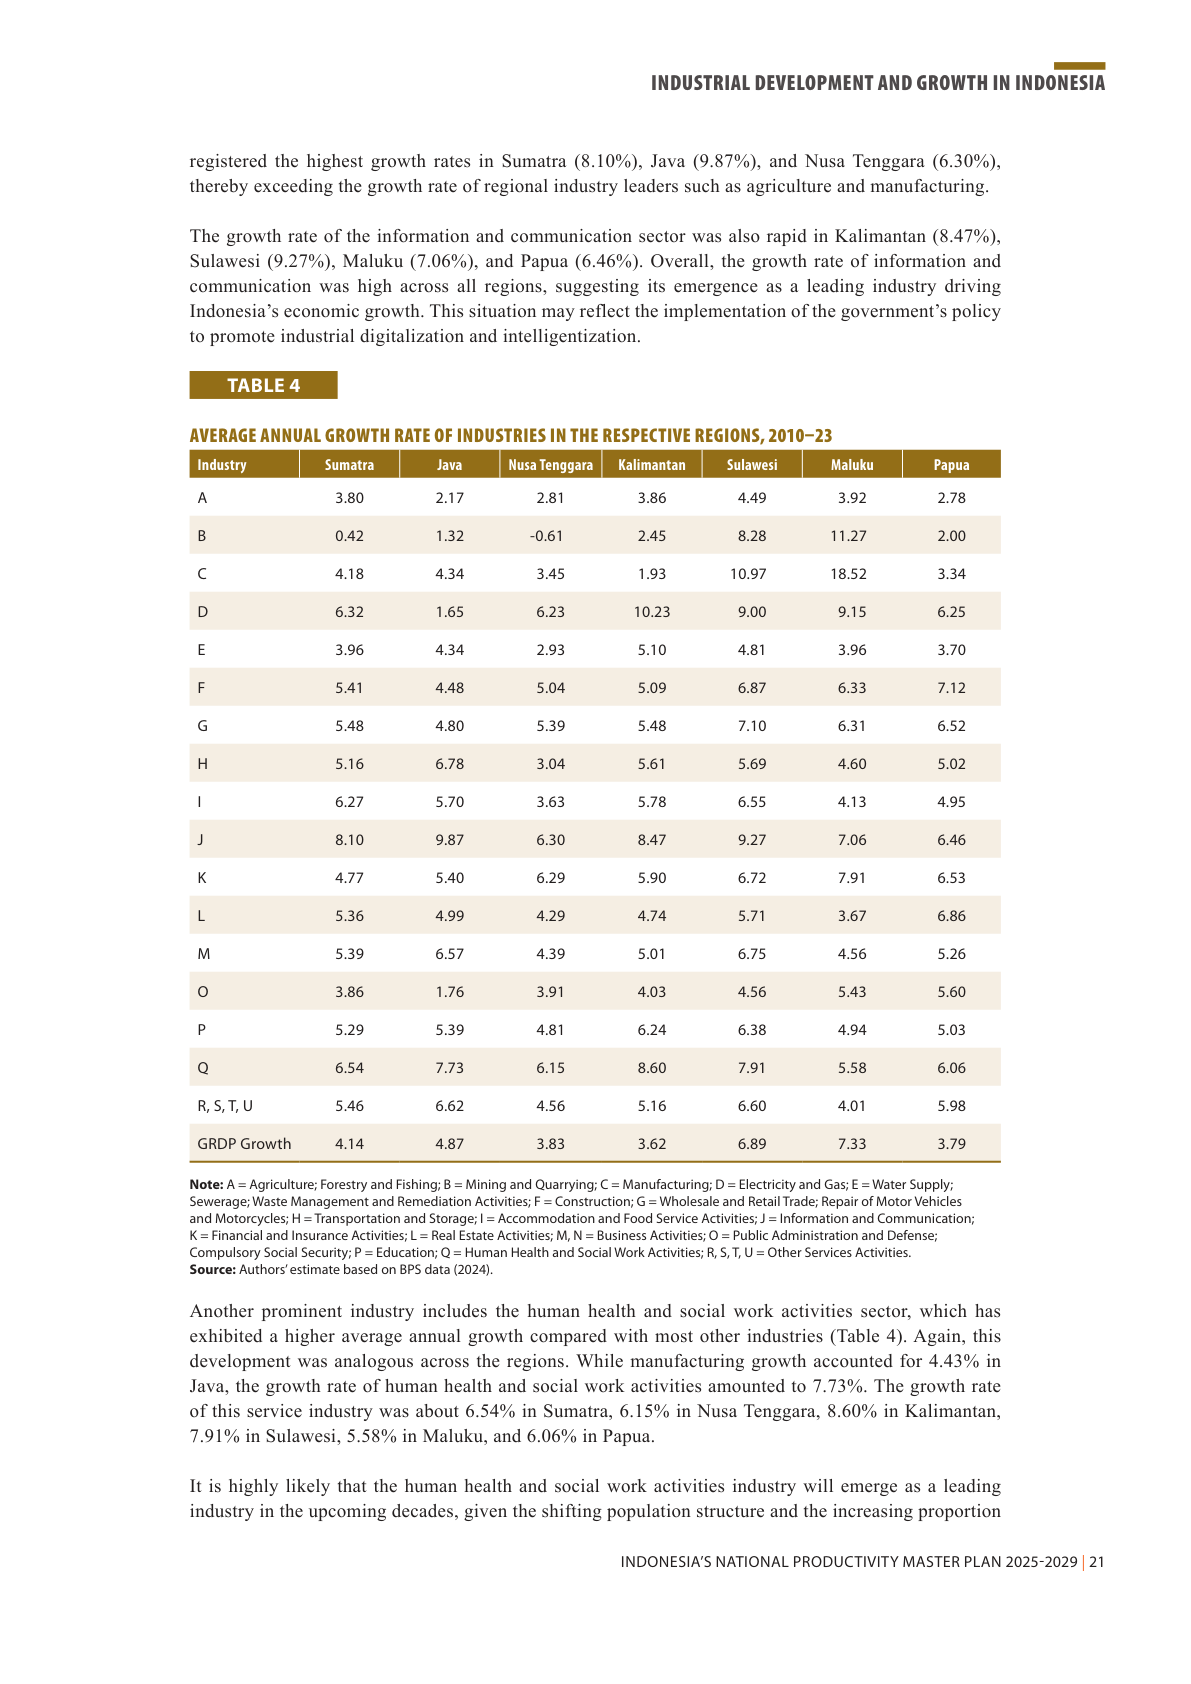 INDUSTRIAL DEVELOPMENT AND GROWTH IN INDONESIA
registered the highest growth rates in Sumatra (8.10%), Java (9.87%), and Nusa Tenggara (6.30%),
thereby exceeding the growth rate of regional industry leaders such as agriculture and manufacturing.
The growth rate of the information and communication sector was also rapid in Kalimantan (8.47%),
Sulawesi (9.27%), Maluku (7.06%), and Papua (6.46%). Overall, the growth rate of information and
communication was high across all regions, suggesting its emergence as a leading industry driving
Indonesia’s economic growth. This situation may reflect the implementation of the government’s policy
to promote industrial digitalization and intelligentization.
TABLE 4
AVERAGE ANNUAL GROWTH RATE OF INDUSTRIES IN THE RESPECTIVE REGIONS, 2010–23
Industry Sumatra Java Nusa Tenggara Kalimantan Sulawesi Maluku Papua
A 3.80 2.17 2.81 3.86 4.49 3.92 2.78
B 0.42 1.32 -0.61 2.45 8.28 11.27 2.00
C 4.18 4.34 3.45 1.93 10.97 18.52 3.34
D 6.32 1.65 6.23 10.23 9.00 9.15 6.25
E 3.96 4.34 2.93 5.10 4.81 3.96 3.70
F 5.41 4.48 5.04 5.09 6.87 6.33 7.12
G 5.48 4.80 5.39 5.48 7.10 6.31 6.52
H 5.16 6.78 3.04 5.61 5.69 4.60 5.02
I 6.27 5.70 3.63 5.78 6.55 4.13 4.95
J 8.10 9.87 6.30 8.47 9.27 7.06 6.46
K 4.77 5.40 6.29 5.90 6.72 7.91 6.53
L 5.36 4.99 4.29 4.74 5.71 3.67 6.86
M 5.39 6.57 4.39 5.01 6.75 4.56 5.26
O 3.86 1.76 3.91 4.03 4.56 5.43 5.60
P 5.29 5.39 4.81 6.24 6.38 4.94 5.03
Q 6.54 7.73 6.15 8.60 7.91 5.58 6.06
R, S, T, U 5.46 6.62 4.56 5.16 6.60 4.01 5.98
GRDP Growth 4.14 4.87 3.83 3.62 6.89 7.33 3.79
Note: A = Agriculture; Forestry and Fishing; B = Mining and Quarrying; C = Manufacturing; D = Electricity and Gas; E = Water Supply;
Sewerage; Waste Management and Remediation Activities; F = Construction; G = Wholesale and Retail Trade; Repair of Motor Vehicles
and Motorcycles; H = Transportation and Storage; I = Accommodation and Food Service Activities; J = Information and Communication;
K = Financial and Insurance Activities; L = Real Estate Activities; M, N = Business Activities; O = Public Administration and Defense;
Compulsory Social Security; P = Education; Q = Human Health and Social Work Activities; R, S, T, U = Other Services Activities.
Source: Authors’ estimate based on BPS data (2024).
Another prominent industry includes the human health and social work activities sector, which has
exhibited a higher average annual growth compared with most other industries (Table 4). Again, this
development was analogous across the regions. While manufacturing growth accounted for 4.43% in
Java, the growth rate of human health and social work activities amounted to 7.73%. The growth rate
of this service industry was about 6.54% in Sumatra, 6.15% in Nusa Tenggara, 8.60% in Kalimantan,
7.91% in Sulawesi, 5.58% in Maluku, and 6.06% in Papua.
It is highly likely that the human health and social work activities industry will emerge as a leading
industry in the upcoming decades, given the shifting population structure and the increasing proportion
INDONESIA’S NATIONAL PRODUCTIVITY MASTER PLAN 2025-2029 | 21